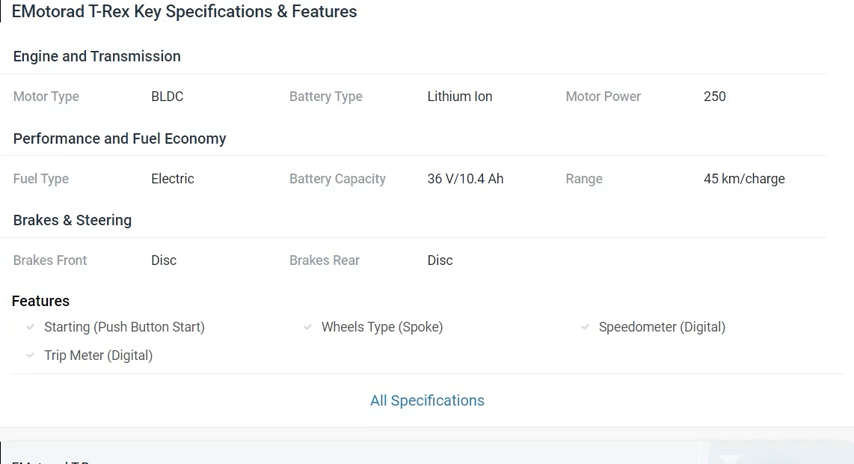 EMotorad T-Rex Key Specifications & Features
Engine and Transmission
Motor Type BLDC Battery Type Lithium Ion Motor Power 250
Performance and Fuel Economy
Fuel Type Electric Battery Capacity 36 V/10.4 Ah Range 45 km/charge
Brakes & Steering
Brakes Front Disc Brakes Rear Disc
Features
Starting (Push Button Start) Wheels Type (Spoke) Speedometer (Digital)
Trip Meter (Digital)
All Specifications